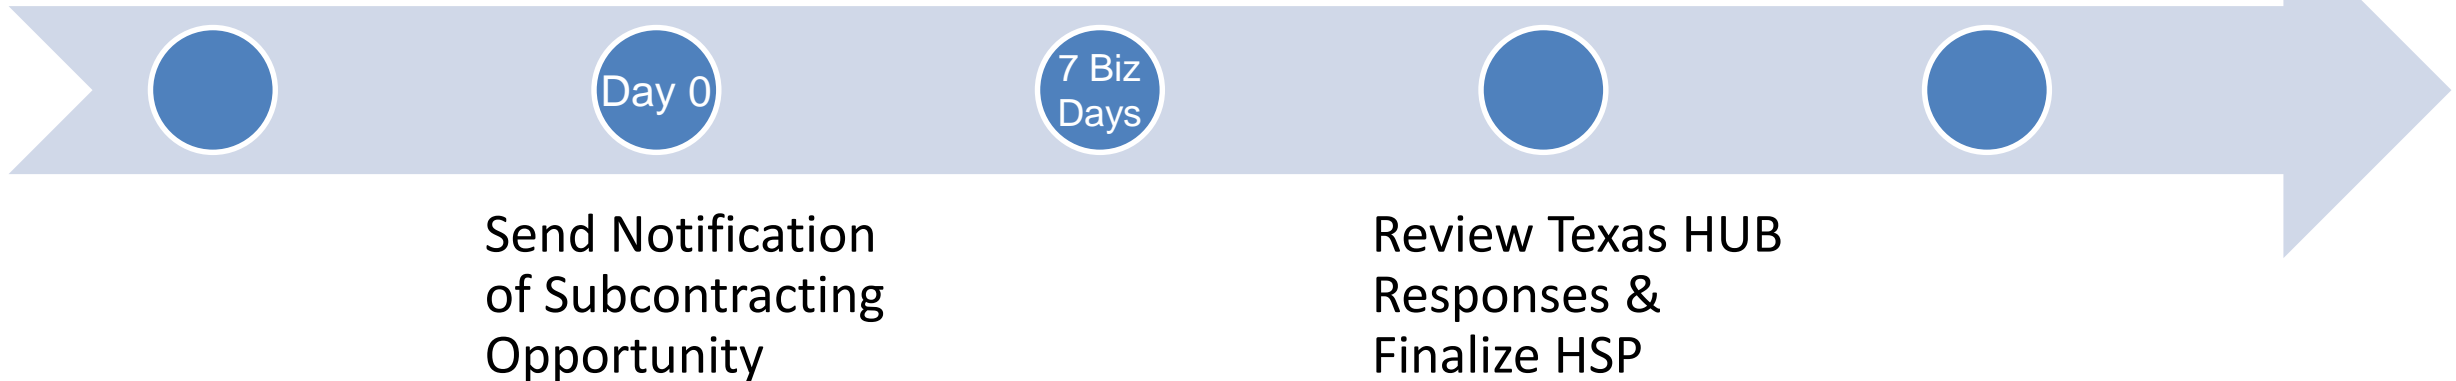 Day 0
7 Biz
Days
Send Notification
of Subcontracting
Opportunity
Review Texas HUB
Responses &
Finalize HSP